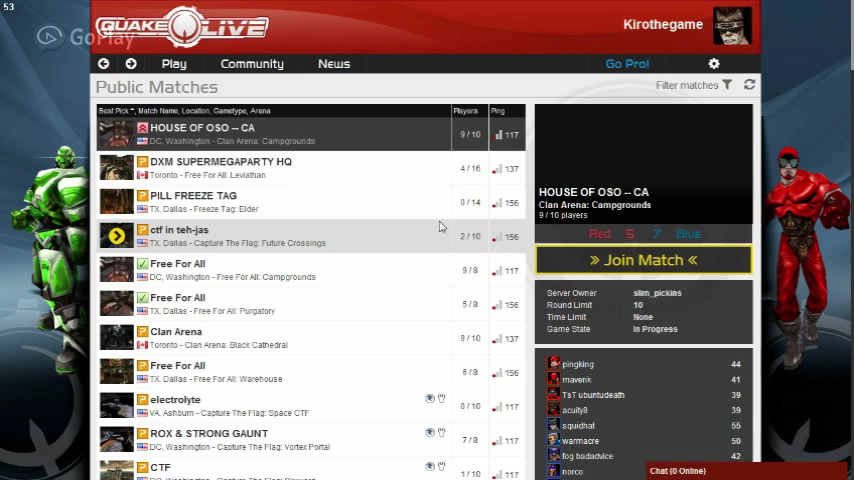 53
GoPlay
QUAKE LIVE
Kirothegame
Play Community News Go Pro!
Public Matches
Filter matches
Best Pick, Match Name, Location, Gametype, Arena Players Ping
HOUSE OF OSO -- CA
DC, Washington - Clan Arena: Campgrounds
9 / 10 117
DXM SUPERMEGAPARTY HQ
Toronto - Free For All: Leviathan
4 / 16 137
PILL FREEZE TAG
TX, Dallas - Freeze Tag: Elder
0 / 14 156
ctf in teh-jas
TX, Dallas - Capture The Flag: Future Crossings
2 / 10 156
Free For All
DC, Washington - Free For All: Campgrounds
9 / 8 117
Free For All
TX, Dallas - Free For All: Purgatory
5 / 8 156
Clan Arena
Toronto - Clan Arena: Black Cathedral
9 / 10 137
Free For All
TX, Dallas - Free For All: Warehouse
6 / 8 156
electrolyte
VA, Ashburn - Capture The Flag: Space CTF
0 / 10 117
ROX & STRONG GAUNT
DC, Washington - Capture The Flag: Vortex Portal
7 / 8 117
CTF
1 / 10 117
HOUSE OF OSO -- CA
Clan Arena: Campgrounds
9 / 10 players
Red 5 7 Blue
» Join Match «
Server Owner slim_pickins
Round Limit 10
Time Limit None
Game State In Progress
pingking 44
maverik 41
TsT ubuntudeath 39
acuity8 39
squidhat 55
warmacre 50
fog badadvice 42
norco
Chat (0 Online)